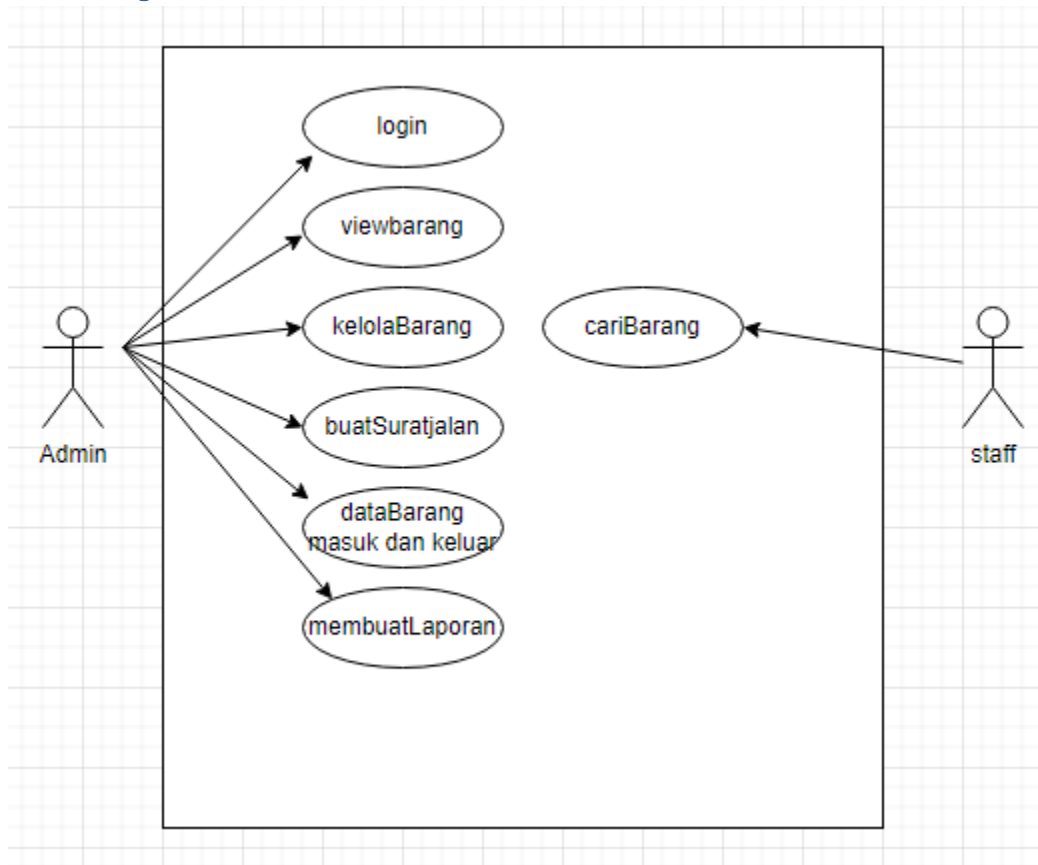 login
viewbarang
kelolaBarang
cariBarang
buatSuratjalan
Admin
staff
dataBarang
masuk dan keluar
membuatLaporan